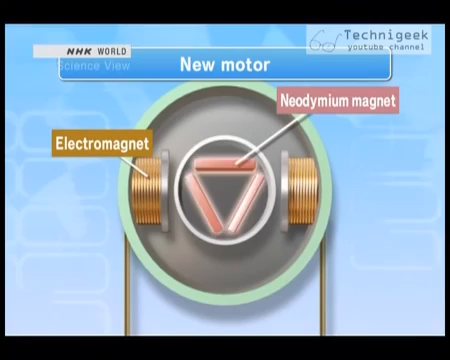 NHK WORLD
Science View
Technigeek
youtube channel
New motor
Neodymium magnet
Electromagnet